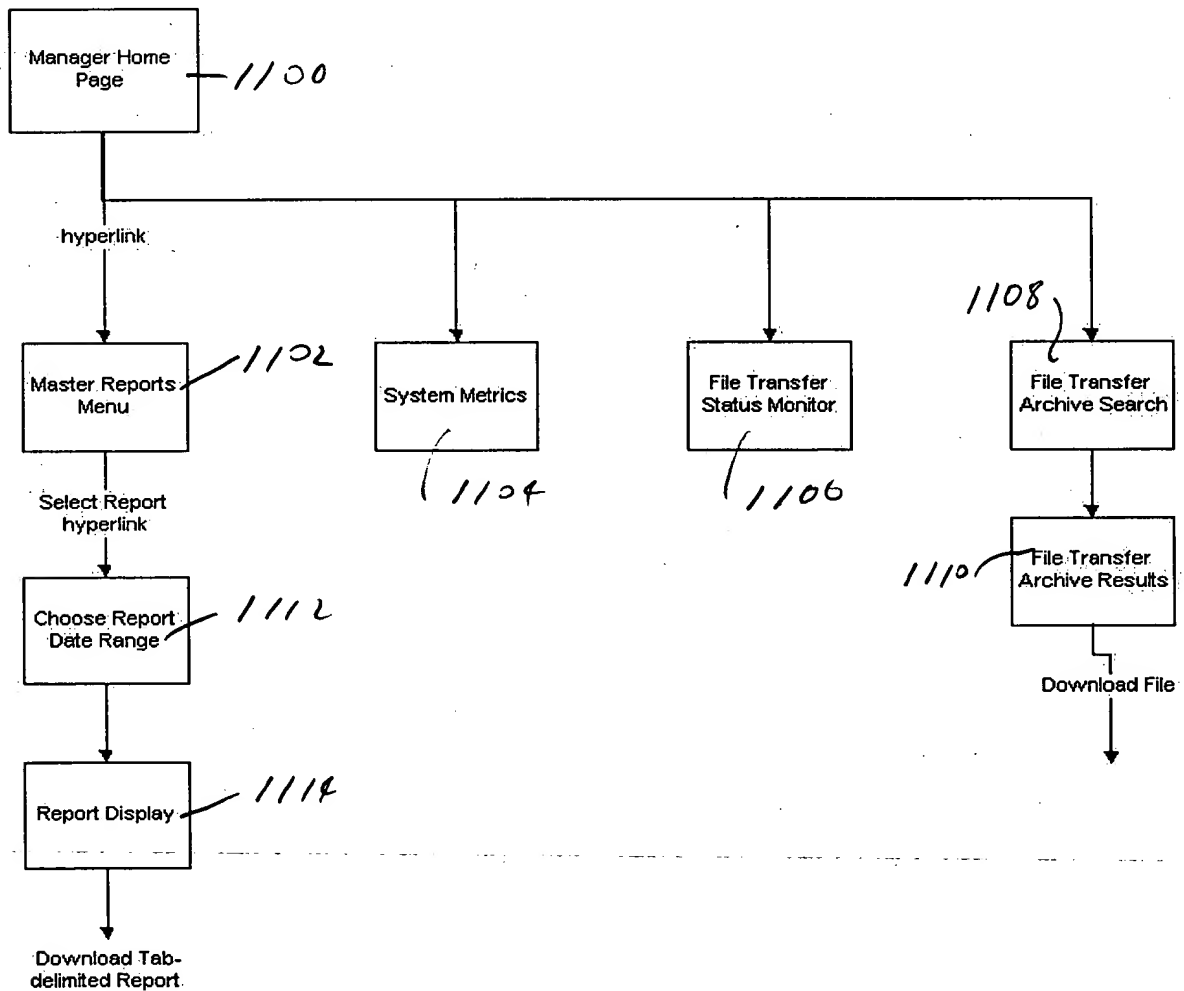 Manager Home
Page
1100
hyperlink
1108
1102
Master Reports
Menu
System Metrics
File Transfer
Status Monitor
File Transfer
Archive Search
1104
1106
Select Report
hyperlink
1110
File Transfer
Archive Results
Choose Report
Date Range
1112
Download File
Report Display
1114
Download Tab-
delimited Report